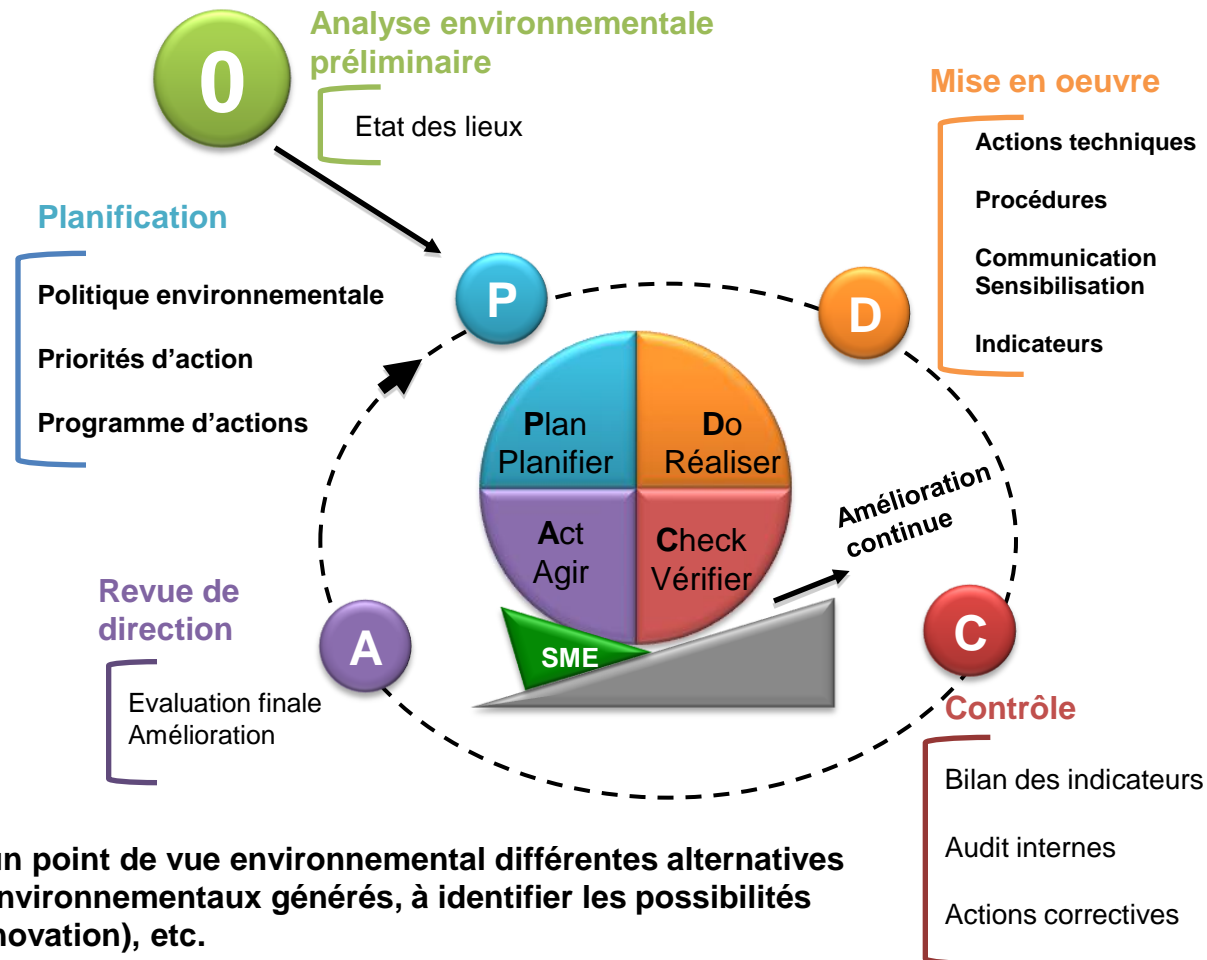 0
Analyse environnementale
préliminaire
Etat des lieux
Planification
Politique environnementale
Priorités d’action
Programme d’actions
P
D
Mise en oeuvre
Actions techniques
Procédures
Communication
Sensibilisation
Indicateurs
Plan
Planifier
Do
Réaliser
Act
Agir
Check
Vérifier
SME
Amélioration
continue
Revue de
direction
Evaluation finale
Amélioration
A
C
Contrôle
Bilan des indicateurs
Audit internes
Actions correctives
un point de vue environnemental différentes alternatives
nvironnementaux générés, à identifier les possibilités
novation), etc.